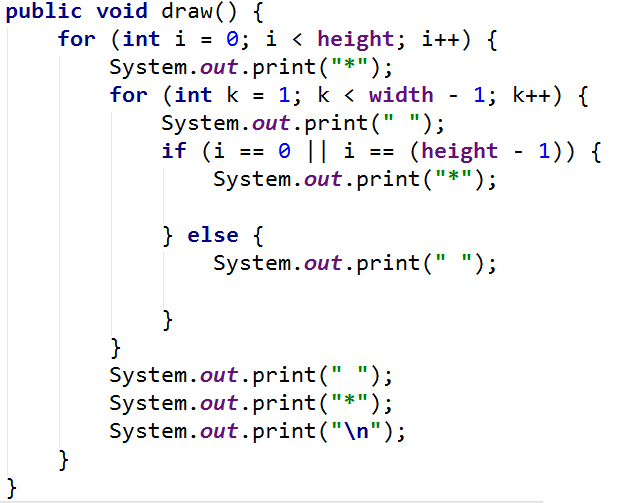 public void draw() {
    for (int i = 0; i < height; i++) {
        System.out.print("*");
        for (int k = 1; k < width - 1; k++) {
            System.out.print(" ");
            if (i == 0 || i == (height - 1)) {
                System.out.print("*");

            } else {
                System.out.print(" ");

            }
        }
        System.out.print(" ");
        System.out.print("*");
        System.out.print("\n");
    }
}